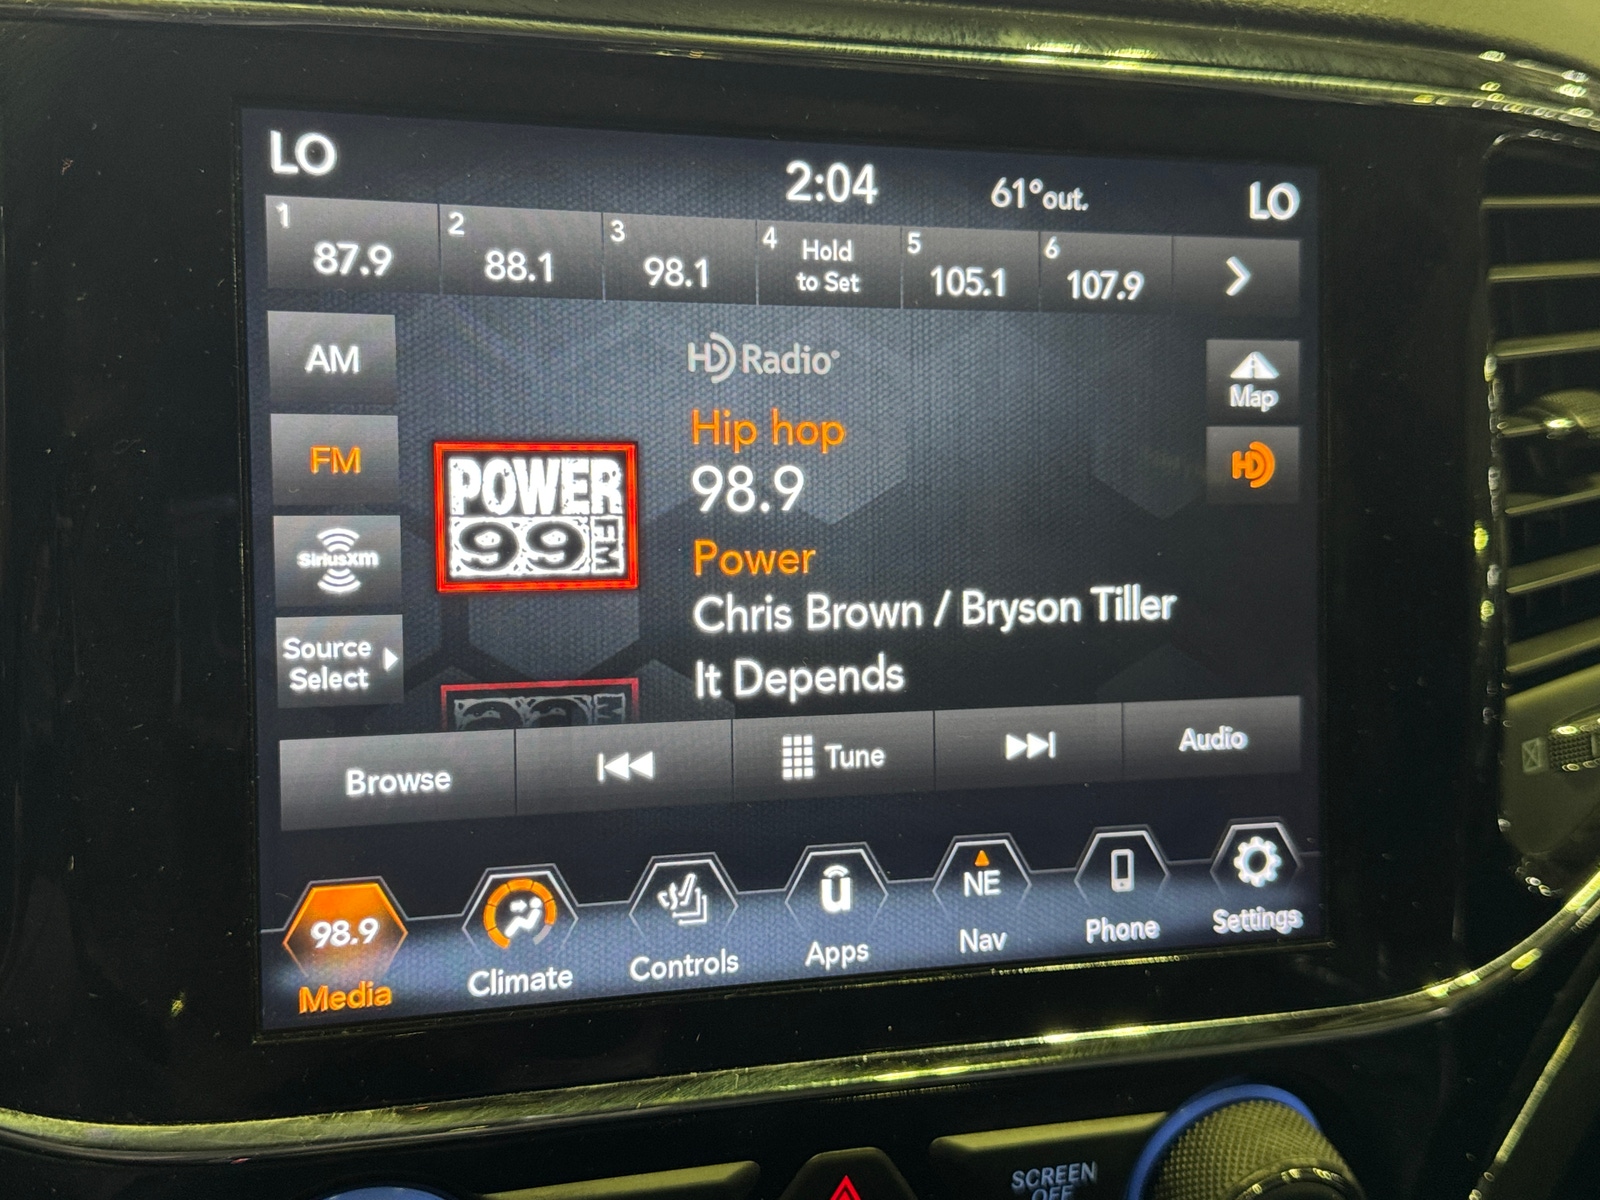 LO
2:04
61°out.
LO
1
87.9
2
88.1
3
98.1
4
Hold
to Set
5
105.1
6
107.9
AM
FM
SiriusXM
Source
Select
POWER
99
FM
HD Radio®
Hip hop
98.9
Power
Chris Brown / Bryson Tiller
It Depends
Map
HD
Browse
Tune
Audio
98.9
Media
Climate
Controls
ū
Apps
NE
Nav
Phone
Settings
SCREEN
OFF